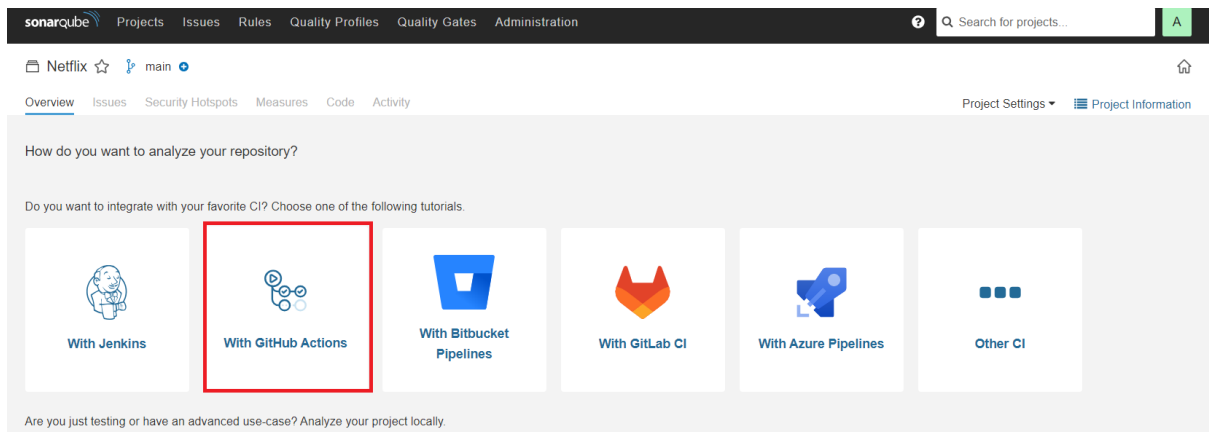 sonarqube Projects Issues Rules Quality Profiles Quality Gates Administration ? Search for projects... A
Netflix main
Overview Issues Security Hotspots Measures Code Activity Project Settings Project Information
How do you want to analyze your repository?
Do you want to integrate with your favorite CI? Choose one of the following tutorials.
With Jenkins
With GitHub Actions
With Bitbucket
Pipelines
With GitLab CI
With Azure Pipelines
Other CI
Are you just testing or have an advanced use-case? Analyze your project locally.